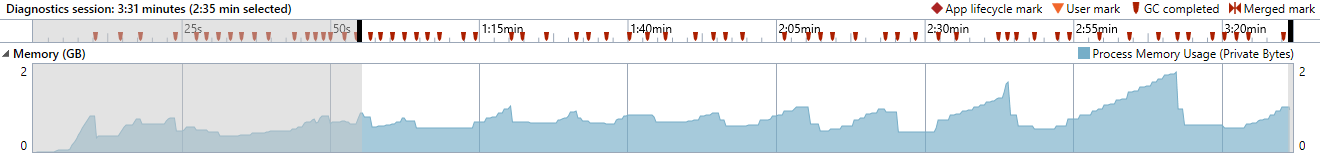 Diagnostics session: 3:31 minutes (2:35 min selected)
App lifecycle mark User mark GC completed Merged mark
25s 50s 1:15min 1:40min 2:05min 2:30min 2:55min 3:20min
Memory (GB)
Process Memory Usage (Private Bytes)
2 2
0 0